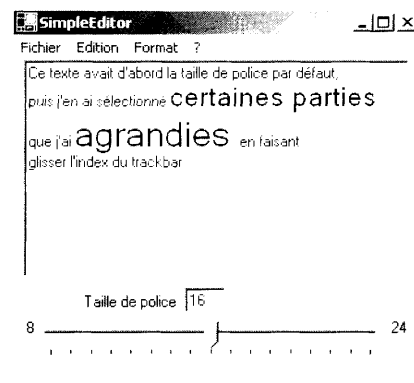 SimpleEditor
Fichier Edition Format ?
Ce texte avait d'abord la taille de police par défaut,
puis j'en ai sélectionné certaines parties
que j'ai agrandies en faisant
glisser l'index du trackbar
Taille de police 16
8 24